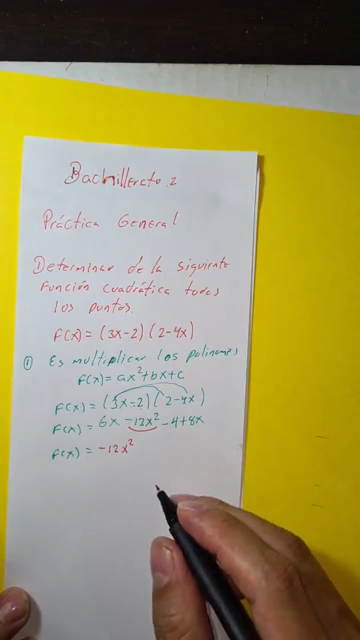 Bachillerato 2
Práctica General
Determinar de la siguiente
función cuadrática todos
los puntos.
F(x) = (3x-2) (2-4x)
① Es multiplicar los polinomios
F(x) = ax²+bx+c
F(x) = (3x-2) (2-4x)
F(x) = 6x -12x² -4+8x
F(x) = -12x²